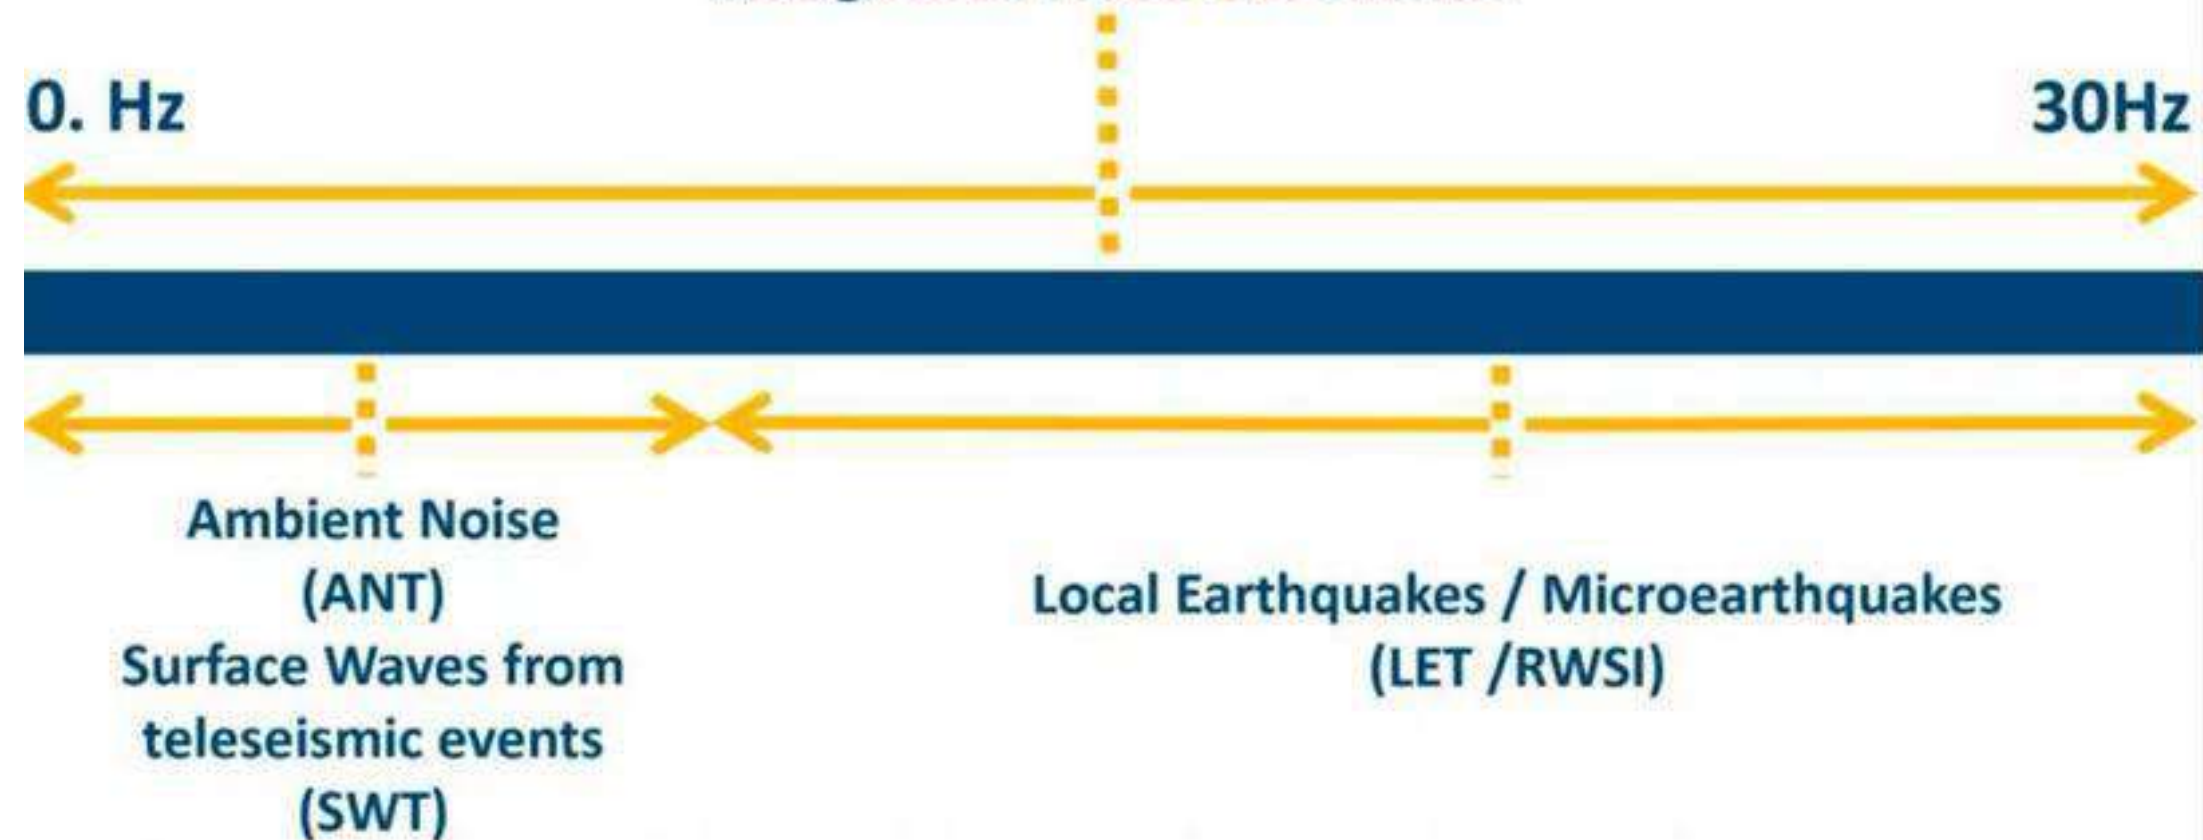 0. Hz
30Hz
Ambient Noise
(ANT)
Surface Waves from
teleseismic events
(SWT)
Local Earthquakes / Microearthquakes
(LET /RWSI)